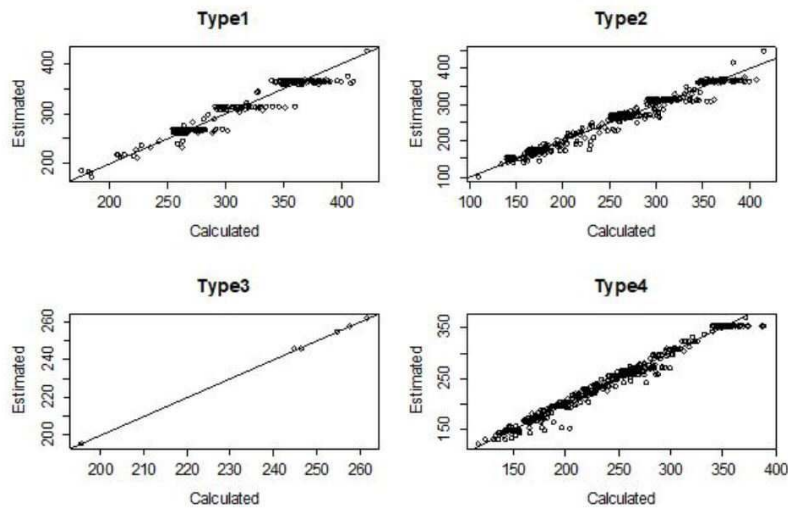 Type1
Estimated
400
300
200
200 250 300 350 400
Calculated
Type2
Estimated
400
300
200
100
100 150 200 250 300 350 400
Calculated
Type3
Estimated
260
240
220
200
200 210 220 230 240 250 260
Calculated
Type4
Estimated
350
250
150
150 200 250 300 350 400
Calculated